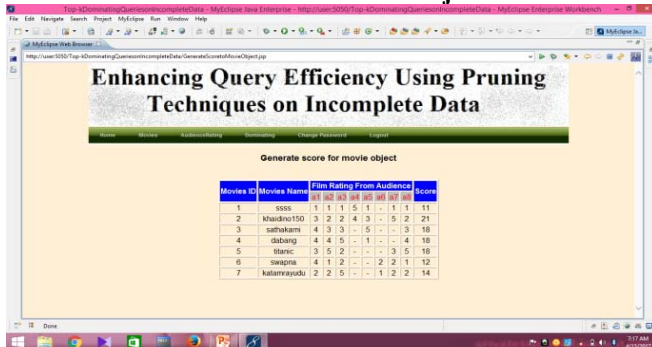 Top-kDominatingQueriesonIncompleteData - MyEclipse Java Enterprise - http://user:5050/Top-kDominatingQueriesonIncompleteData - MyEclipse Enterprise Workbench
File Edit Navigate Search Project MyEclipse Run Window Help
MyEclipse Ja...
MyEclipse Web Browser
http://user:5050/Top-kDominatingQueriesonIncompleteData/GenerateScoretoMovieObject.jsp
Enhancing Query Efficiency Using Pruning
Techniques on Incomplete Data
Home Movies AudienceRating Dominating Change Password Logout
Generate score for movie object
Movies ID Movies Name Film Rating From Audience Score
a1 a2 a3 a4 a5 a6 a7 a8
1 ssss 1 1 1 5 1 - 1 1 11
2 khaidino150 3 2 2 4 3 - 5 2 21
3 sathakami 4 3 3 - 5 - - 3 18
4 dabang 4 4 5 - 1 - - 4 18
5 titanic 3 5 2 - - - 3 5 18
6 swapna 4 1 2 - - 2 2 1 12
7 katamrayudu 2 2 5 - - 1 2 2 14
Done
7:17 AM